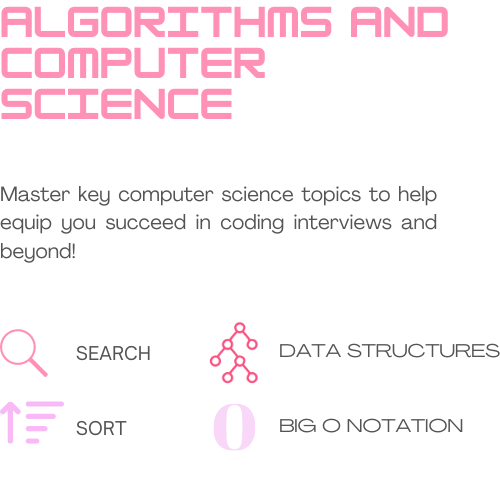 ALGORITHMS AND
COMPUTER
SCIENCE
Master key computer science topics to help
equip you succeed in coding interviews and
beyond!
SEARCH
DATA STRUCTURES
SORT
O
BIG O NOTATION